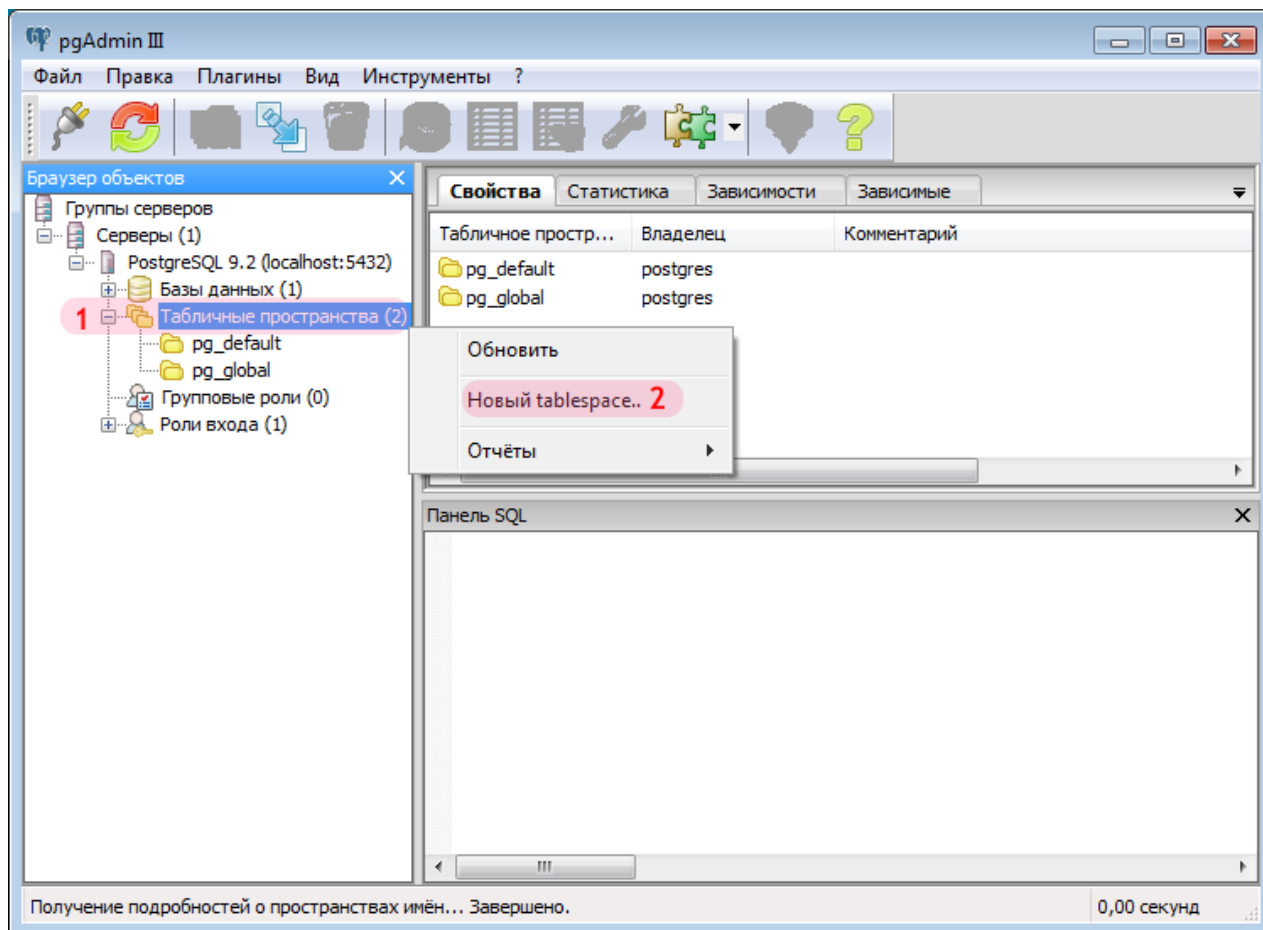 pgAdmin III
Файл Правка Плагины Вид Инструменты ?
Браузер объектов
Группы серверов
Серверы (1)
PostgreSQL 9.2 (localhost:5432)
Базы данных (1)
1 Табличные пространства (2)
pg_default
pg_global
Групповые роли (0)
Роли входа (1)
Свойства Статистика Зависимости Зависимые
Табличное простр... Владелец Комментарий
pg_default postgres
pg_global postgres
Обновить
Новый tablespace.. 2
Отчёты
Панель SQL
Получение подробностей о пространствах имён... Завершено. 0,00 секунд